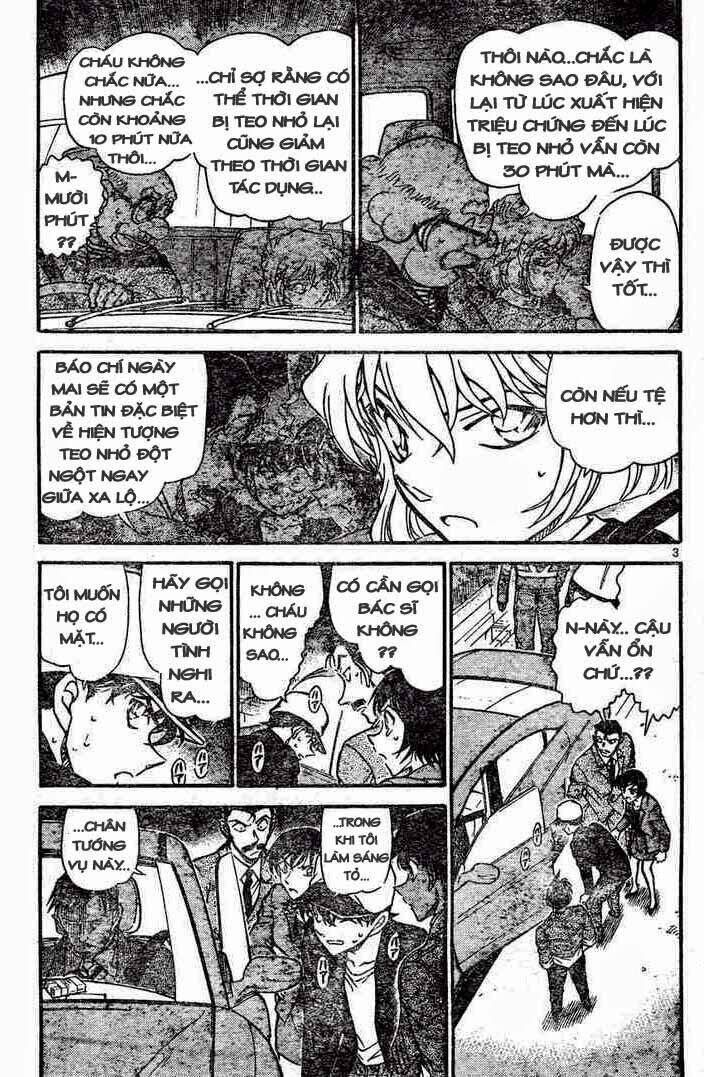 THÔI NÀO...CHẮC LÀ
KHÔNG SAO ĐÂU, VỚI
LẠI TỪ LÚC XUẤT HIỆN
TRIỆU CHỨNG ĐẾN LÚC
BỊ TEO NHỎ VẪN CÒN
30 PHÚT MÀ...
ĐƯỢC
VẬY THÌ
TỐT...
...CHỈ SỢ RẰNG CÓ
THỂ THỜI GIAN
BỊ TEO NHỎ LẠI
CŨNG GIẢM
THEO THỜI GIAN
TÁC DỤNG...
CHÁU KHÔNG
CHẮC NỮA...
NHƯNG CHẮC
CÒN KHOẢNG
10 PHÚT NỮA
THÔI...
M-
MƯỜI
PHÚT
??
CÒN NẾU TỆ
HƠN THÌ...
BÁO CHÍ NGÀY
MAI SẼ CÓ MỘT
BẢN TIN ĐẶC BIỆT
VỀ HIỆN TƯỢNG
TEO NHỎ ĐỘT
NGỘT NGAY
GIỮA XA LỘ...
3
N-NÀY... CẬU
VẪN ỔN
CHỨ...??
CÓ CẦN GỌI
BÁC SĨ
KHÔNG
??
KHÔNG
... CHÁU
KHÔNG
SAO...
HÃY GỌI
NHỮNG
NGƯỜI
TÌNH
NGHI
RA...
TÔI MUỐN
HỌ CÓ
MẶT...
...TRONG
KHI TÔI
LÀM SÁNG
TỎ...
...CHÂN
TƯỚNG
VỤ NÀY...